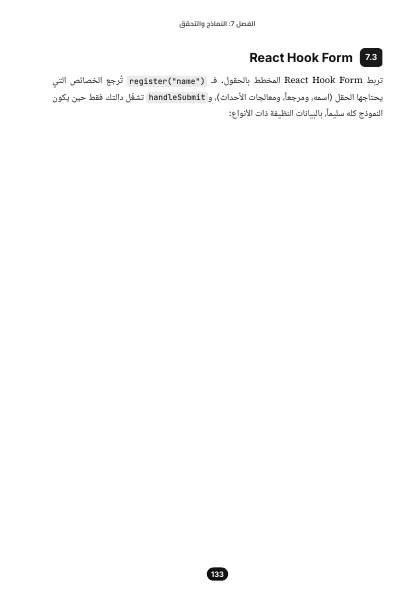 الفصل 7: النماذج والتحقق
7.3 React Hook Form
تربط React Hook Form المخطط بالحقول. فـ register("name") تُرجع الخصائص التي
يحتاجها الحقل (اسمه، ومرجعاً، ومعالجات الأحداث)، و handleSubmit تشغّل دالتك فقط حين يكون
النموذج كله سليماً، بالبيانات النظيفة ذات الأنواع:
133